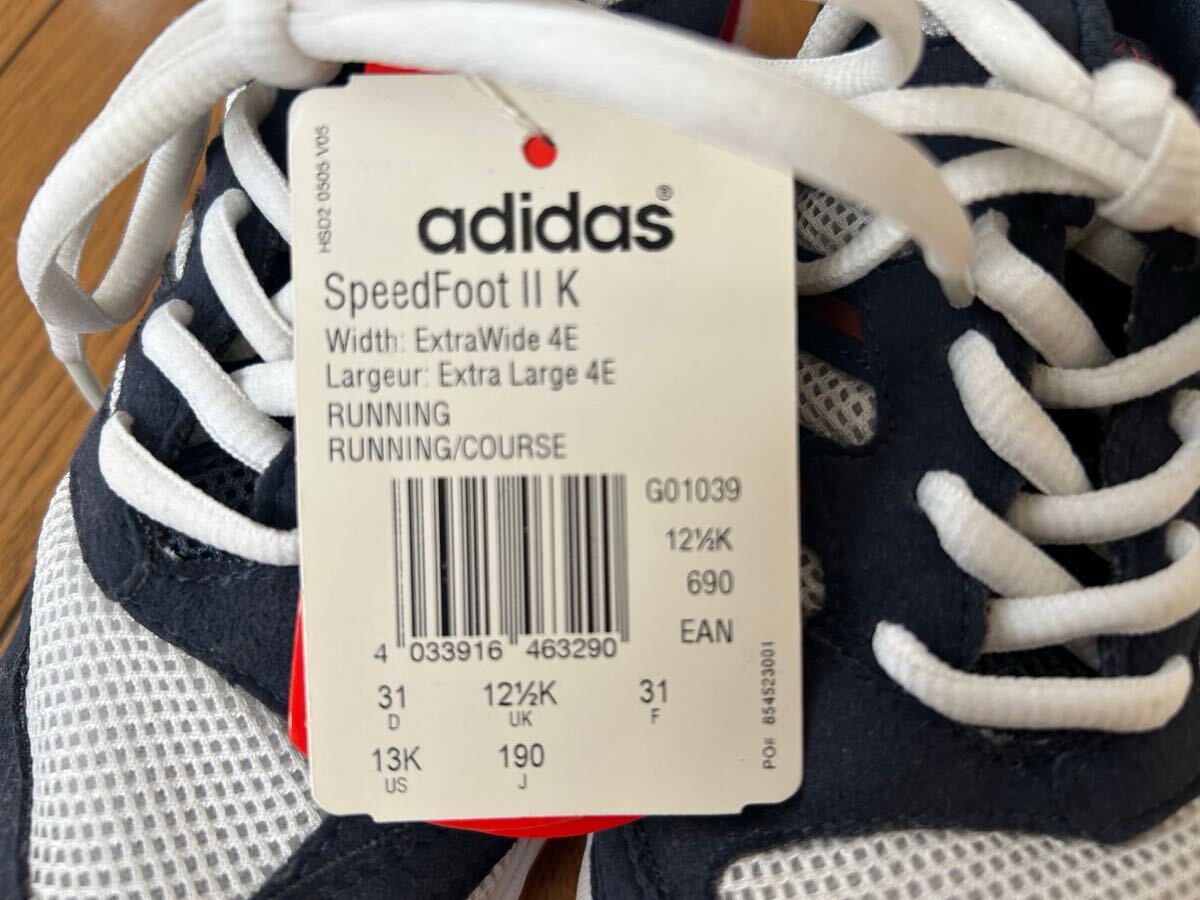 HSD2 0505 V05
adidas®
SpeedFoot II K
Width: ExtraWide 4E
Largeur: Extra Large 4E
RUNNING
RUNNING/COURSE
G01039
12½K
690
EAN
4 033916 463290
31 12½K 31
D UK F
13K 190
US J
PO# 854523001